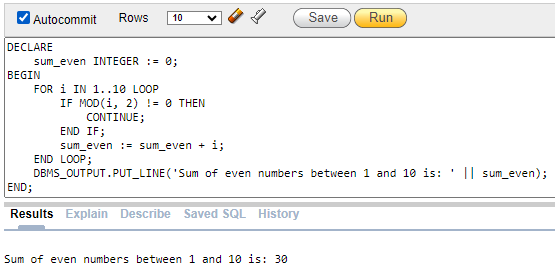 Autocommit Rows 10 Save Run
DECLARE
    sum_even INTEGER := 0;
BEGIN
    FOR i IN 1..10 LOOP
        IF MOD(i, 2) != 0 THEN
            CONTINUE;
        END IF;
        sum_even := sum_even + i;
    END LOOP;
    DBMS_OUTPUT.PUT_LINE('Sum of even numbers between 1 and 10 is: ' || sum_even);
END;
Results Explain Describe Saved SQL History
Sum of even numbers between 1 and 10 is: 30